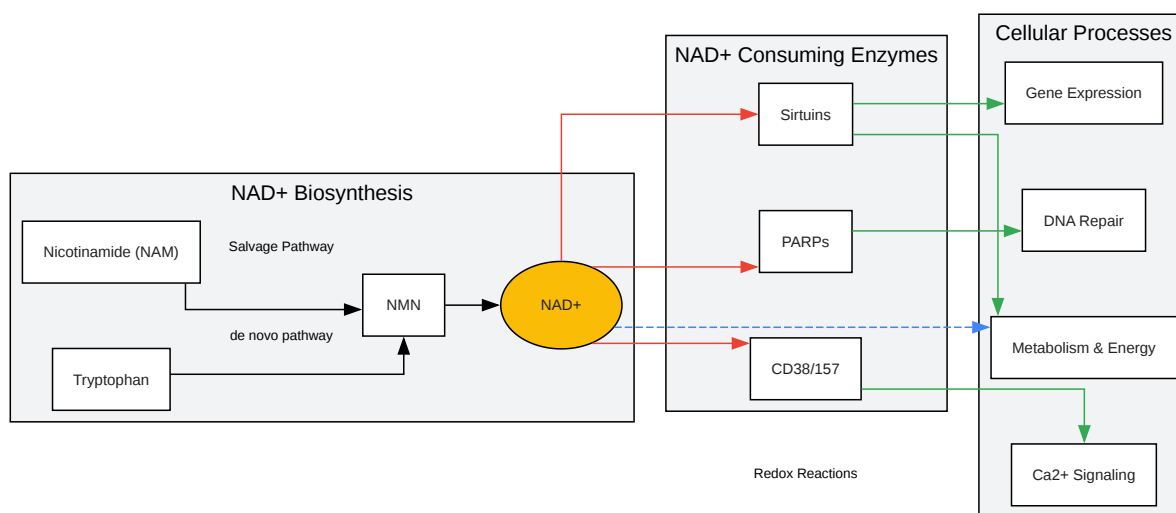 Cellular Processes
NAD+ Consuming Enzymes
Gene Expression
Sirtuins
NAD+ Biosynthesis
DNA Repair
PARPs
Salvage Pathway
Nicotinamide (NAM)
NMN
NAD+
de novo pathway
Metabolism & Energy
CD38/157
Tryptophan
Redox Reactions
Ca2+ Signaling